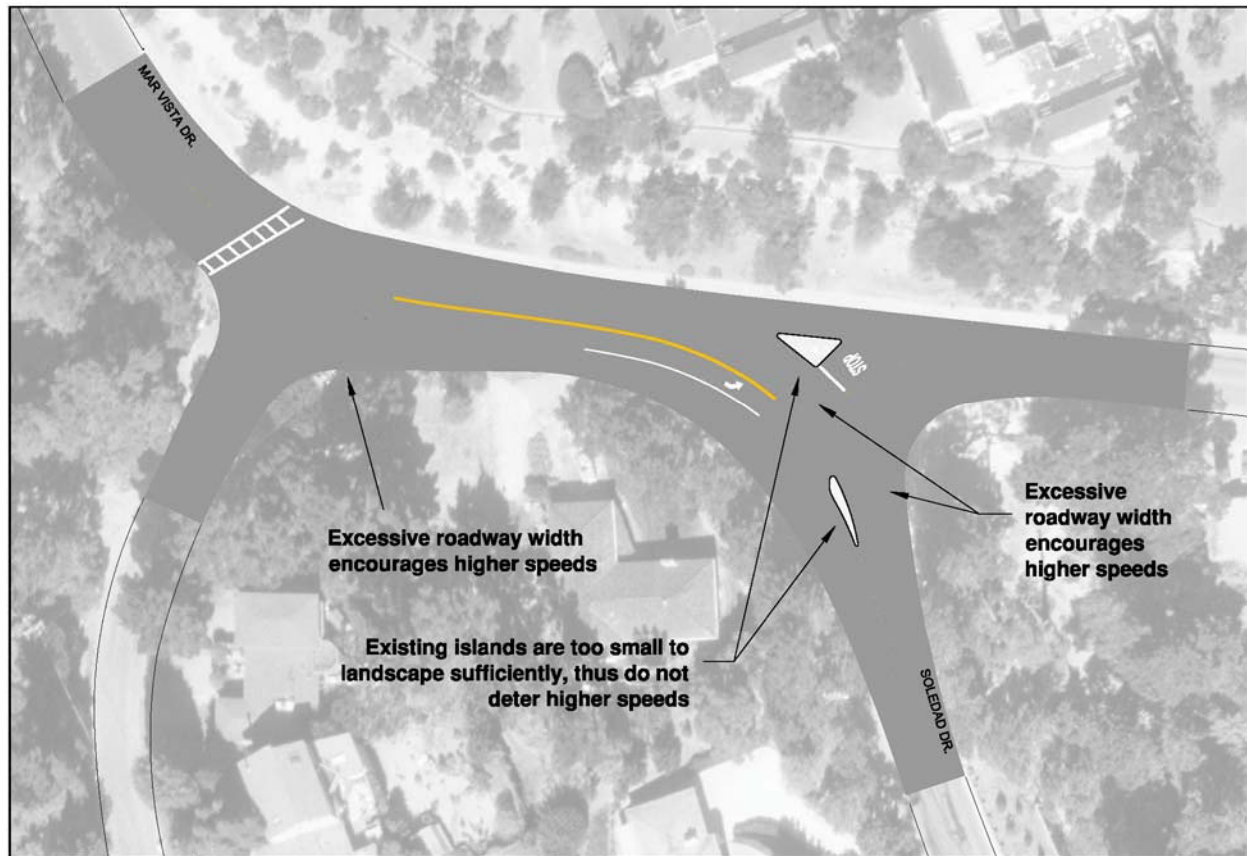 MAR VISTA DR.
STOP
Excessive roadway width
encourages higher speeds
Excessive
roadway width
encourages
higher speeds
Existing islands are too small to
landscape sufficiently, thus do not
deter higher speeds
SOLEDAD DR.